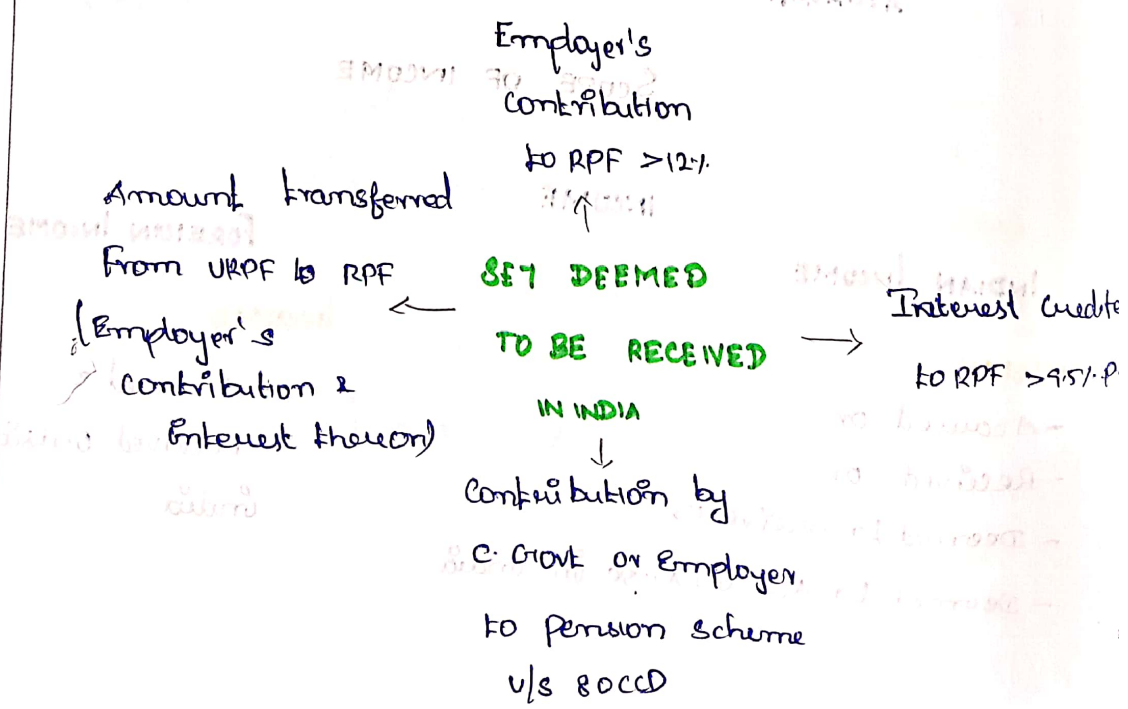 Employer's
contribution
to RPF >12%
Amount transferred
From URPF to RPF
(Employer's
contribution &
interest thereon)
SE7 DEEMED
TO BE RECEIVED
IN INDIA
Interest credite
to RPF >9.5% P.
Contribution by
C. Govt or Employer.
to pension scheme
u/s 80CCD